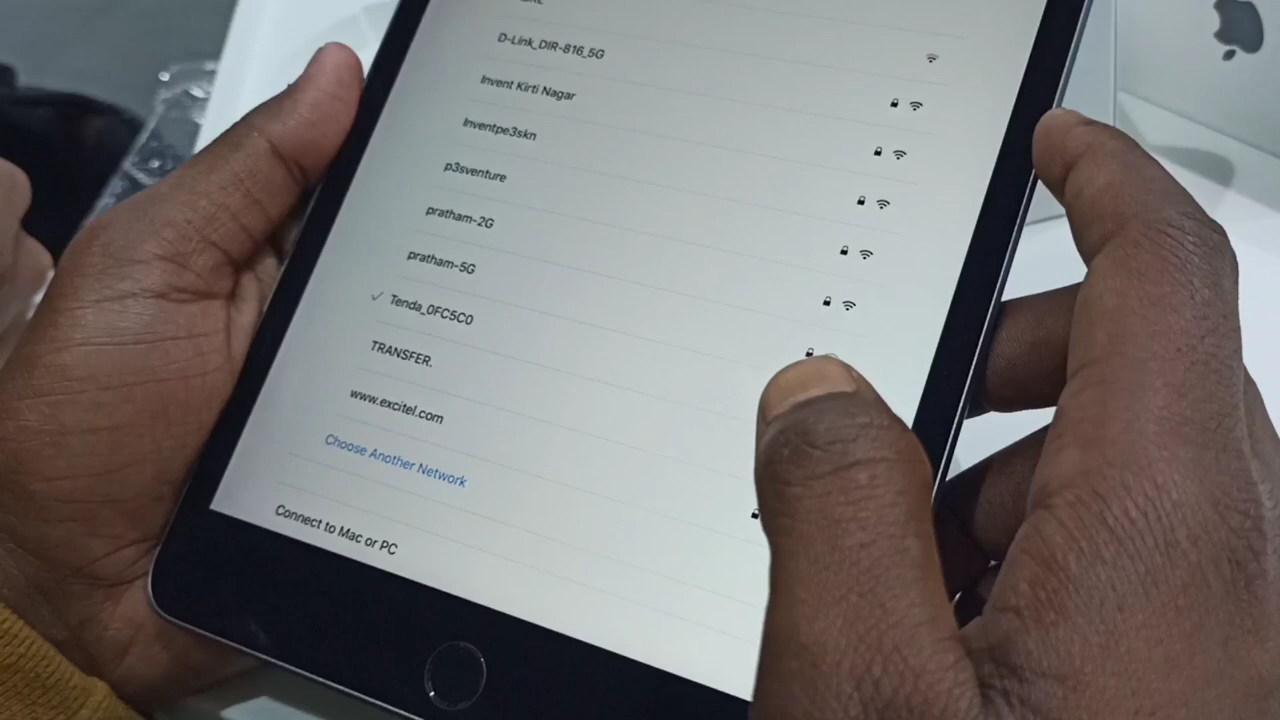 D-Link_DIR-816_5G
Invent Kirti Nagar
Inventpe3skn
p3sventure
pratham-2G
pratham-5G
Tenda_0FC5C0
TRANSFER.
www.excitel.com
Choose Another Network
Connect to Mac or PC